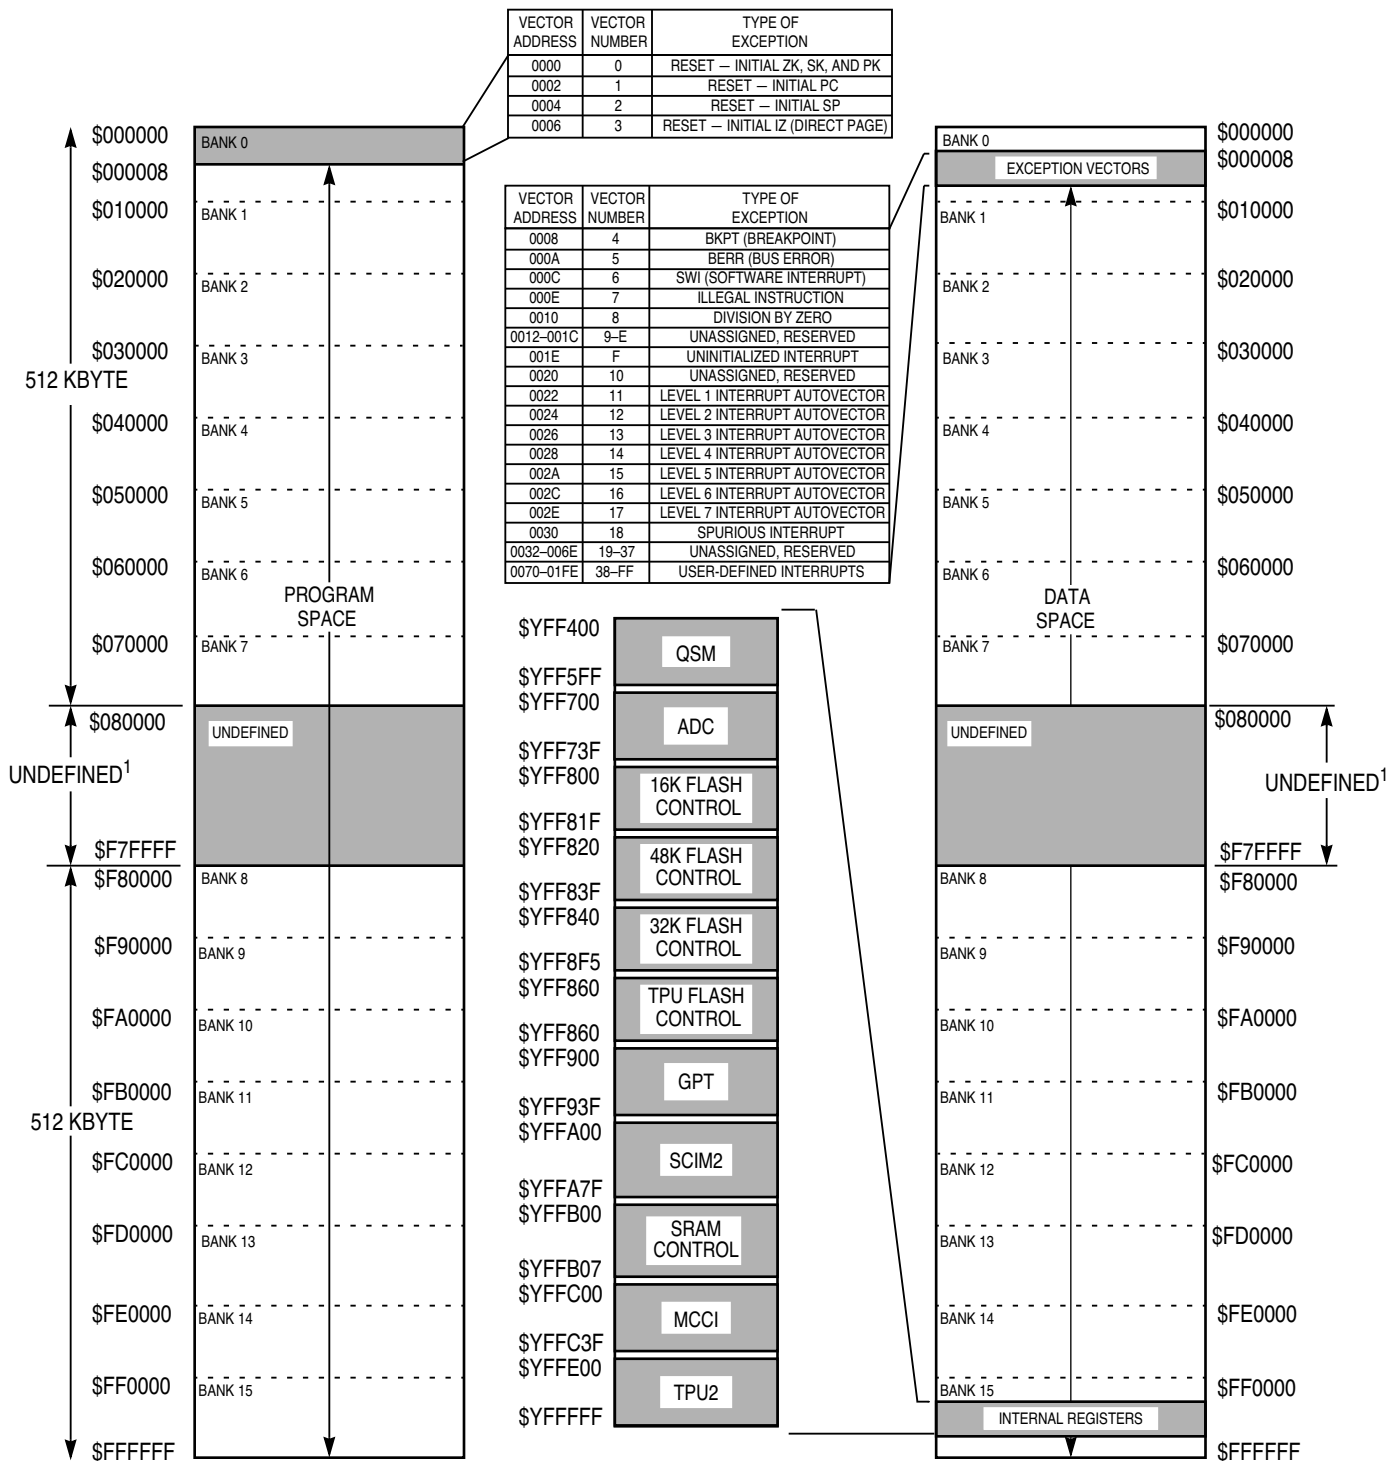 VECTOR ADDRESS VECTOR NUMBER TYPE OF EXCEPTION
0000 0 RESET — INITIAL ZK, SK, AND PK
0002 1 RESET — INITIAL PC
0004 2 RESET — INITIAL SP
0006 3 RESET — INITIAL IZ (DIRECT PAGE)
$000000
BANK 0
$000008
$010000
BANK 1
$020000
BANK 2
$030000
BANK 3
512 KBYTE
$040000
BANK 4
$050000
BANK 5
$060000
BANK 6
PROGRAM
SPACE
$070000
BANK 7
$080000
UNDEFINED
UNDEFINED1
$F7FFFF
$F80000
BANK 8
$F90000
BANK 9
$FA0000
BANK 10
$FB0000
BANK 11
512 KBYTE
$FC0000
BANK 12
$FD0000
BANK 13
$FE0000
BANK 14
$FF0000
BANK 15
$FFFFFF
VECTOR ADDRESS VECTOR NUMBER TYPE OF EXCEPTION
0008 4 BKPT (BREAKPOINT)
000A 5 BERR (BUS ERROR)
000C 6 SWI (SOFTWARE INTERRUPT)
000E 7 ILLEGAL INSTRUCTION
0010 8 DIVISION BY ZERO
0012–001C 9–E UNASSIGNED, RESERVED
001E F UNINITIALIZED INTERRUPT
0020 10 UNASSIGNED, RESERVED
0022 11 LEVEL 1 INTERRUPT AUTOVECTOR
0024 12 LEVEL 2 INTERRUPT AUTOVECTOR
0026 13 LEVEL 3 INTERRUPT AUTOVECTOR
0028 14 LEVEL 4 INTERRUPT AUTOVECTOR
002A 15 LEVEL 5 INTERRUPT AUTOVECTOR
002C 16 LEVEL 6 INTERRUPT AUTOVECTOR
002E 17 LEVEL 7 INTERRUPT AUTOVECTOR
0030 18 SPURIOUS INTERRUPT
0032–006E 19–37 UNASSIGNED, RESERVED
0070–01FE 38–FF USER-DEFINED INTERRUPTS
$YFF400
QSM
$YFF5FF
$YFF700
ADC
$YFF73F
$YFF800
16K FLASH
CONTROL
$YFF81F
$YFF820
48K FLASH
CONTROL
$YFF83F
$YFF840
32K FLASH
CONTROL
$YFF8F5
$YFF860
TPU FLASH
CONTROL
$YFF860
$YFF900
GPT
$YFF93F
$YFFA00
SCIM2
$YFFA7F
$YFFB00
SRAM
CONTROL
$YFFB07
$YFFC00
MCCI
$YFFC3F
$YFFE00
TPU2
$YFFFFF
$000000
BANK 0
$000008
EXCEPTION VECTORS
$010000
BANK 1
$020000
BANK 2
$030000
BANK 3
$040000
BANK 4
$050000
BANK 5
$060000
BANK 6
DATA
SPACE
$070000
BANK 7
$080000
UNDEFINED
UNDEFINED1
$F7FFFF
BANK 8
$F80000
$F90000
BANK 9
$FA0000
BANK 10
$FB0000
BANK 11
$FC0000
BANK 12
$FD0000
BANK 13
$FE0000
BANK 14
$FF0000
BANK 15
INTERNAL REGISTERS
$FFFFFF